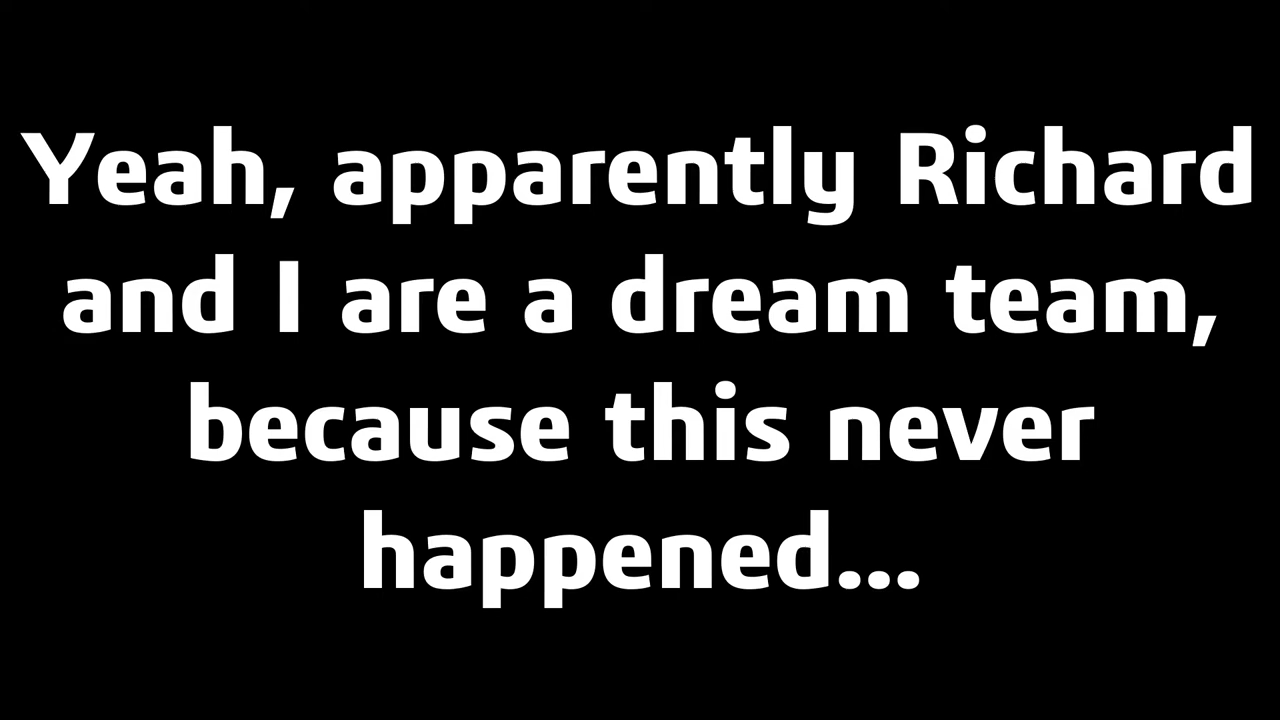 Yeah, apparently Richard
and I are a dream team,
because this never
happened...